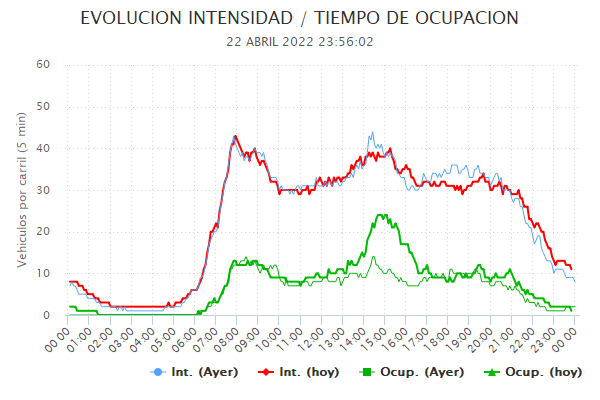 EVOLUCION INTENSIDAD / TIEMPO DE OCUPACION
22 ABRIL 2022 23:56:02
Vehiculos por carril (5 min)
60
50
40
30
20
10
0
00:00 01:00 02:00 03:00 04:00 05:00 06:00 07:00 08:00 09:00 10:00 11:00 12:00 13:00 14:00 15:00 16:00 17:00 18:00 19:00 20:00 21:00 22:00 23:00 00:00
Int. (Ayer) Int. (hoy) Ocup. (Ayer) Ocup. (hoy)